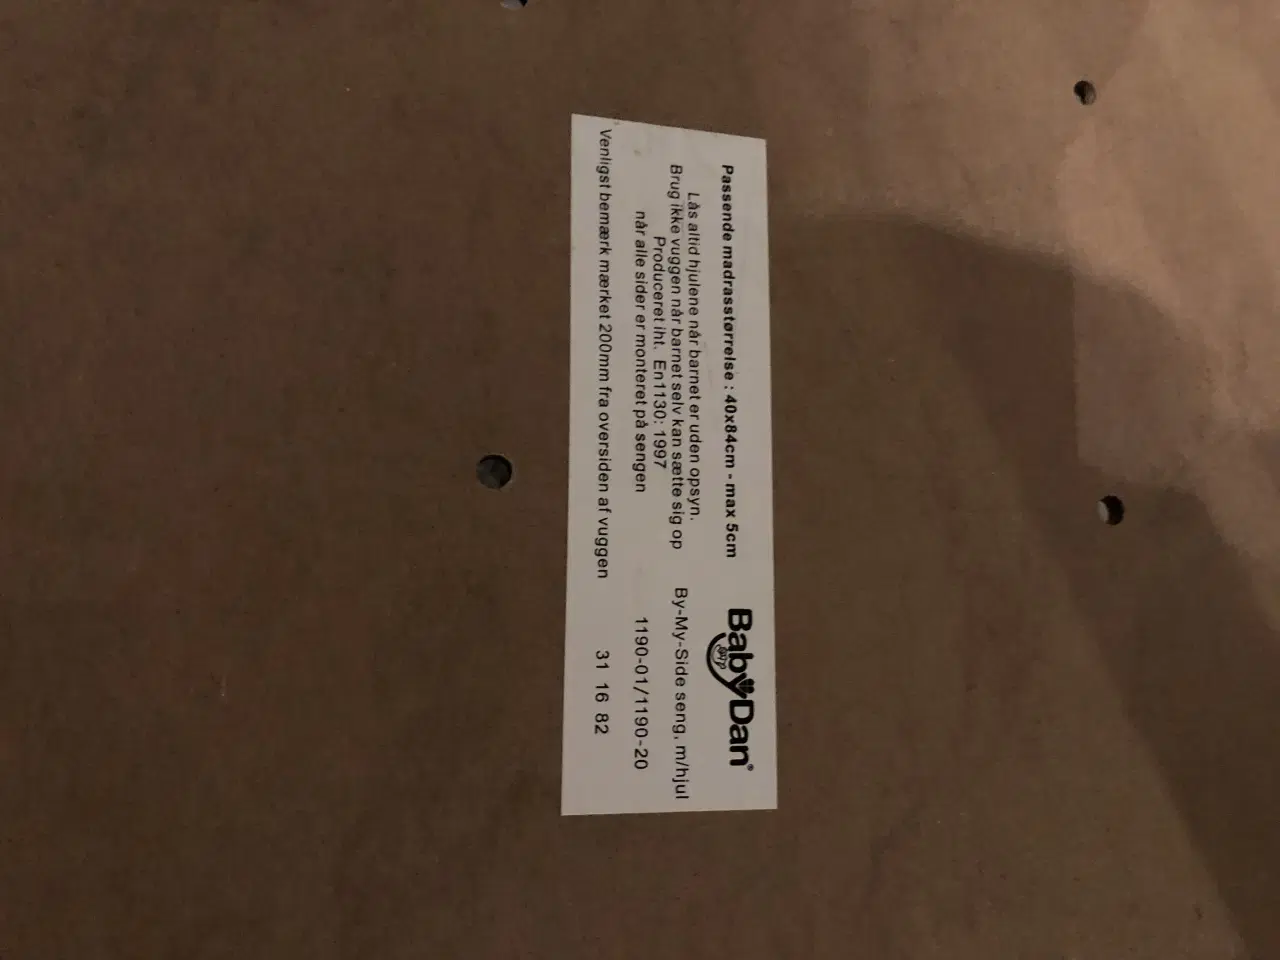 Passende madrasstørrelse : 40x84cm - max 5cm
Lås altid hjulene når barnet er uden opsyn.
Brug ikke vuggen når barnet selv kan sætte sig op
Produceret iht. En1130: 1997
når alle sider er monteret på sengen
Venligst bemærk mærket 200mm fra oversiden af vuggen
BabyDan®
By-My-Side seng, m/hjul
1190-01/1190-20
31 16 82